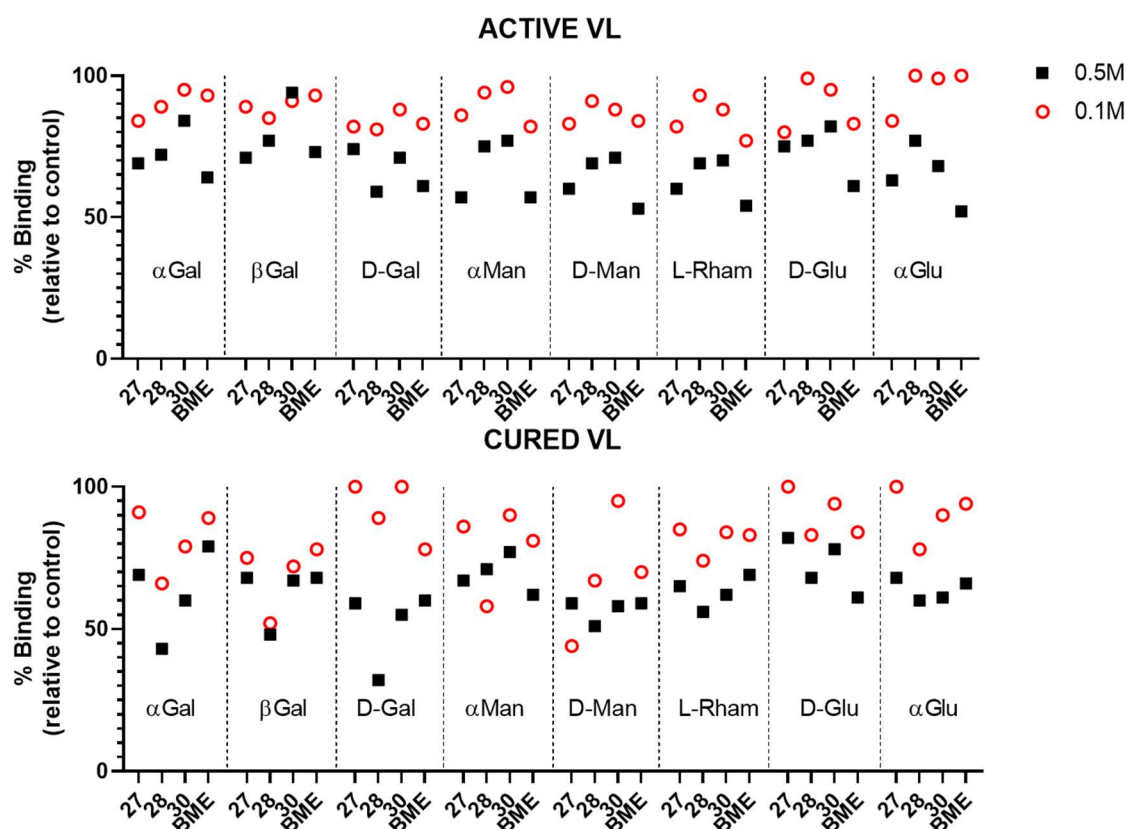 ACTIVE VL
0.5M
0.1M
% Binding
(relative to control)
100
50
0
αGal
βGal
D-Gal
αMan
D-Man
L-Rham
D-Glu
αGlu
27 28 30 BME 27 28 30 BME 27 28 30 BME 27 28 30 BME 27 28 30 BME 27 28 30 BME 27 28 30 BME 27 28 30 BME
CURED VL
% Binding
(relative to control)
100
50
0
αGal
βGal
D-Gal
αMan
D-Man
L-Rham
D-Glu
αGlu
27 28 30 BME 27 28 30 BME 27 28 30 BME 27 28 30 BME 27 28 30 BME 27 28 30 BME 27 28 30 BME 27 28 30 BME